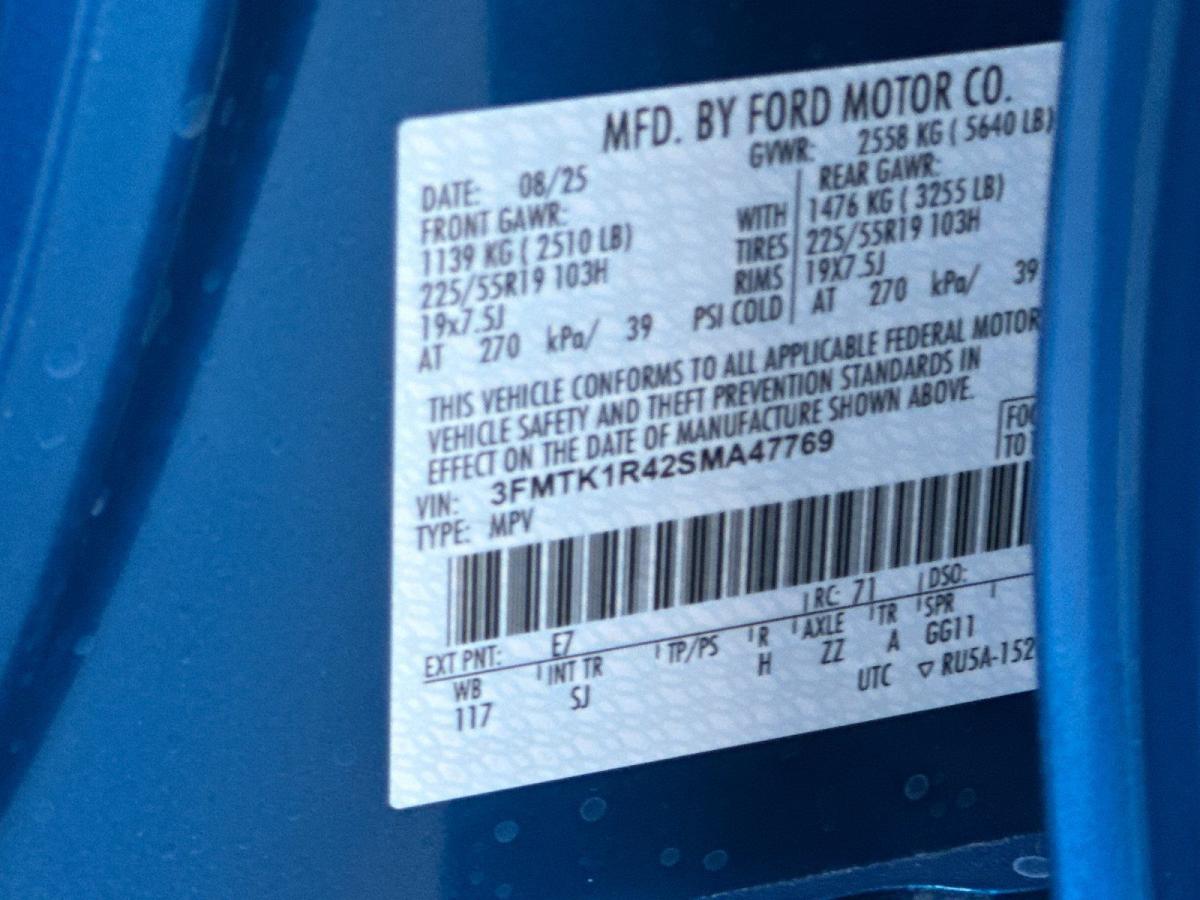 MFD. BY FORD MOTOR CO.
DATE: 08/25 GVWR: 2558 KG ( 5640 LB)
FRONT GAWR: REAR GAWR:
1139 KG ( 2510 LB) WITH 1476 KG ( 3255 LB)
225/55R19 103H TIRES 225/55R19 103H
19x7.5J RIMS 19X7.5J
AT 270 kPa/ 39 PSI COLD AT 270 kPa/ 39
THIS VEHICLE CONFORMS TO ALL APPLICABLE FEDERAL MOTOR
VEHICLE SAFETY AND THEFT PREVENTION STANDARDS IN
EFFECT ON THE DATE OF MANUFACTURE SHOWN ABOVE.
VIN: 3FMTK1R42SMA47769
TO
TYPE: MPV
EXT PNT: E7 RC: 71 DSO:
WB INT TR TP/PS R AXLE TR SPR
117 SJ H ZZ A GG11
UTC ▽ RU5A-152